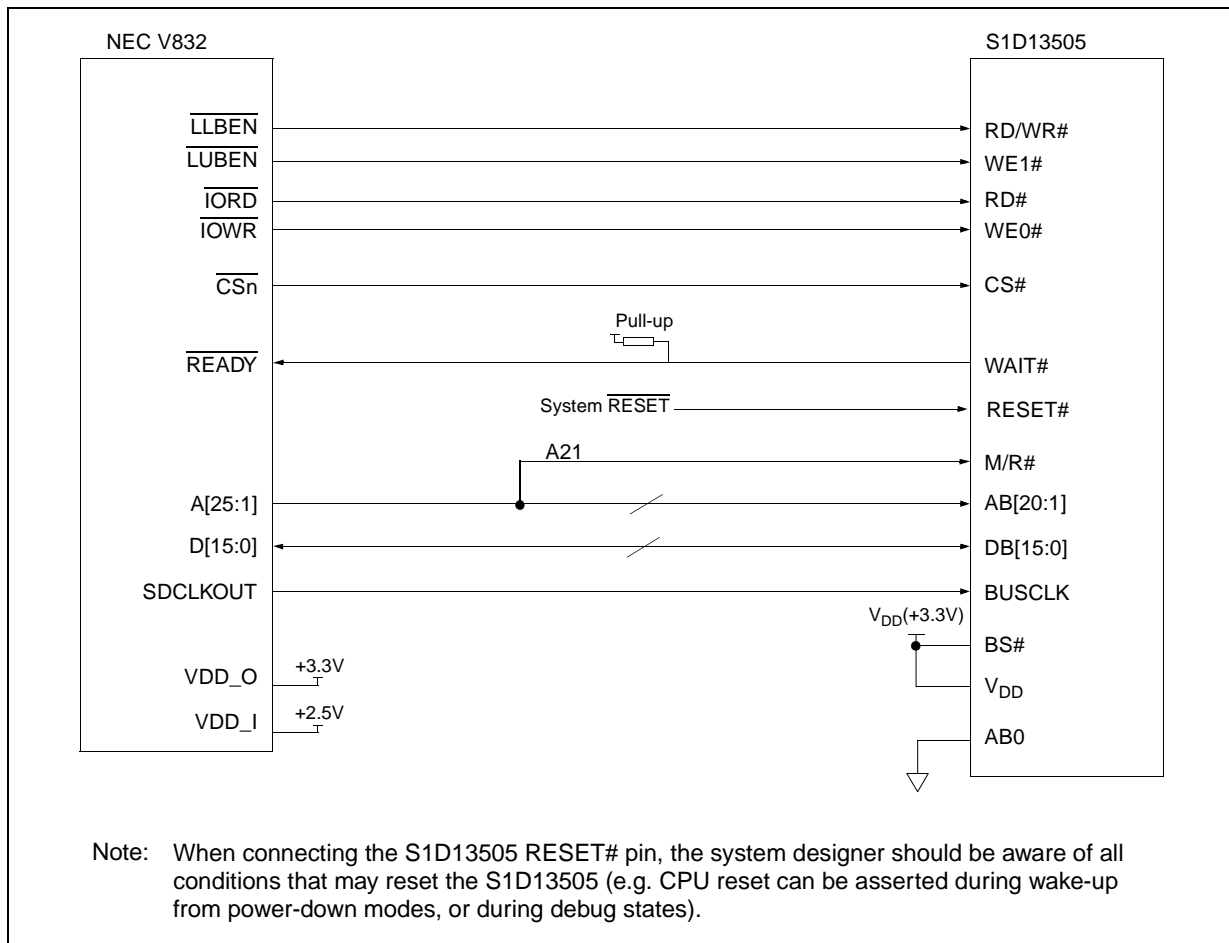 NEC V832
S1D13505
LLBEN
RD/WR#
LUBEN
WE1#
IORD
RD#
IOWR
WE0#
CSn
CS#
Pull-up
READY
WAIT#
System RESET
RESET#
A21
M/R#
A[25:1]
AB[20:1]
D[15:0]
DB[15:0]
SDCLKOUT
BUSCLK
VDD(+3.3V)
BS#
VDD_O
+3.3V
VDD
VDD_I
+2.5V
AB0
Note: When connecting the S1D13505 RESET# pin, the system designer should be aware of all
conditions that may reset the S1D13505 (e.g. CPU reset can be asserted during wake-up
from power-down modes, or during debug states).